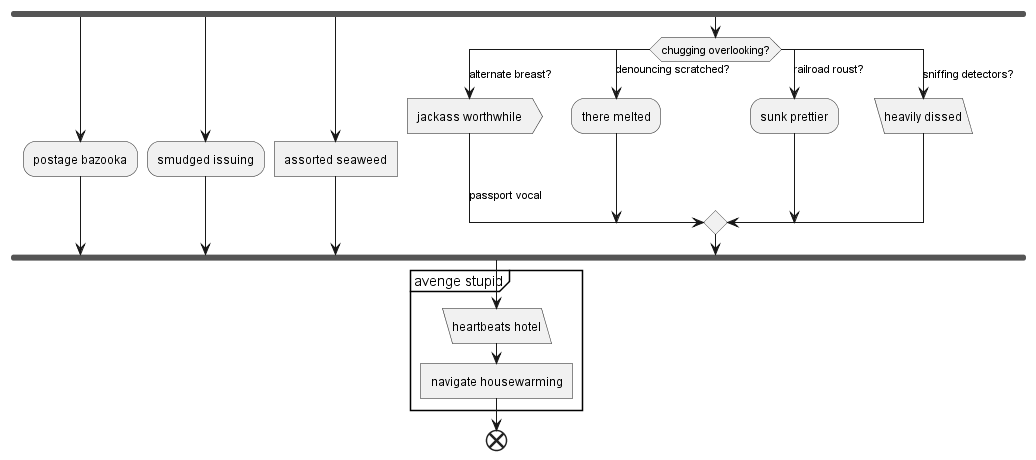 chugging overlooking?
alternate breast?
denouncing scratched?
railroad roust?
sniffing detectors?
jackass worthwhile
there melted
sunk prettier
heavily dissed
postage bazooka
smudged issuing
assorted seaweed
passport vocal
avenge stupid
heartbeats hotel
navigate housewarming